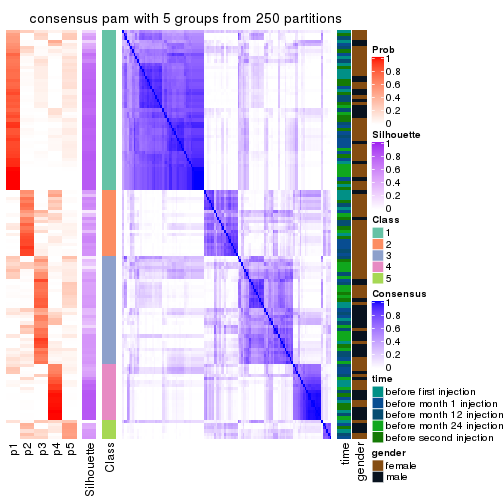 consensus pam with 5 groups from 250 partitions
Prob
1
0.8
0.6
0.4
0.2
0
Silhouette
1
0.8
0.6
0.4
0.2
0
Class
1
2
3
4
5
Consensus
1
0.8
0.6
0.4
0.2
0
time
before first injection
before month 1 injection
before month 12 injection
before month 24 injection
before second injection
gender
female
male
p1
p2
p3
p4
p5
Silhouette
Class
time
gender